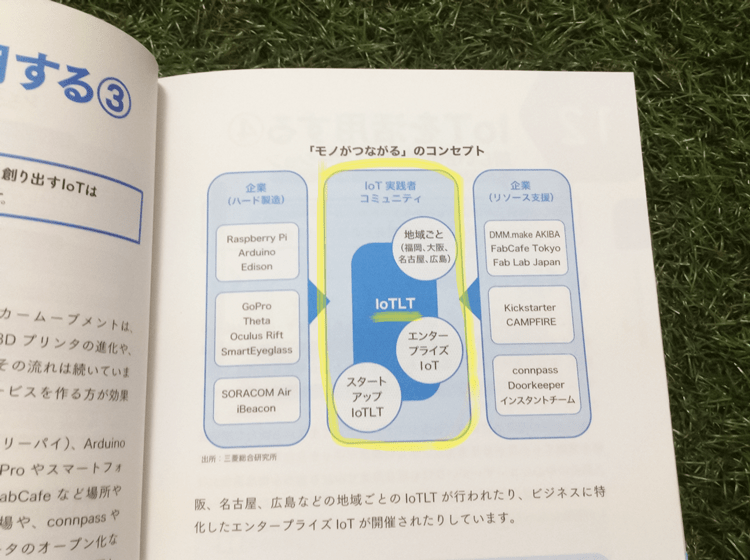 する③
創り出すIoTは
す。
カームーブメントは、
3D プリンタの進化や、
その流れは続いていま
ービスを作る方が効果
リーパイ)、Arduino
Pro やスマートフォ
abCafe など場所や
場や、connpass や
ータのオープン化な
「モノがつながる」のコンセプト
企業
(ハード製造)
Raspberry Pi
Arduino
Edison
GoPro
Theta
Oculus Rift
SmartEyeglass
SORACOM Air
iBeacon
IoT 実践者
コミュニティ
地域ごと
(福岡、大阪、
名古屋、広島)
IoTLT
エンター
プライズ
IoT
スタート
アップ
IoTLT
企業
(リソース支援)
DMM.make AKIBA
FabCafe Tokyo
Fab Lab Japan
Kickstarter
CAMPFIRE
connpass
Doorkeeper
インスタントチーム
出所:三菱総合研究所
阪、名古屋、広島などの地域ごとの IoTLT が行われたり、ビジネスに特
化したエンタープライズ IoT が開催されたりしています。